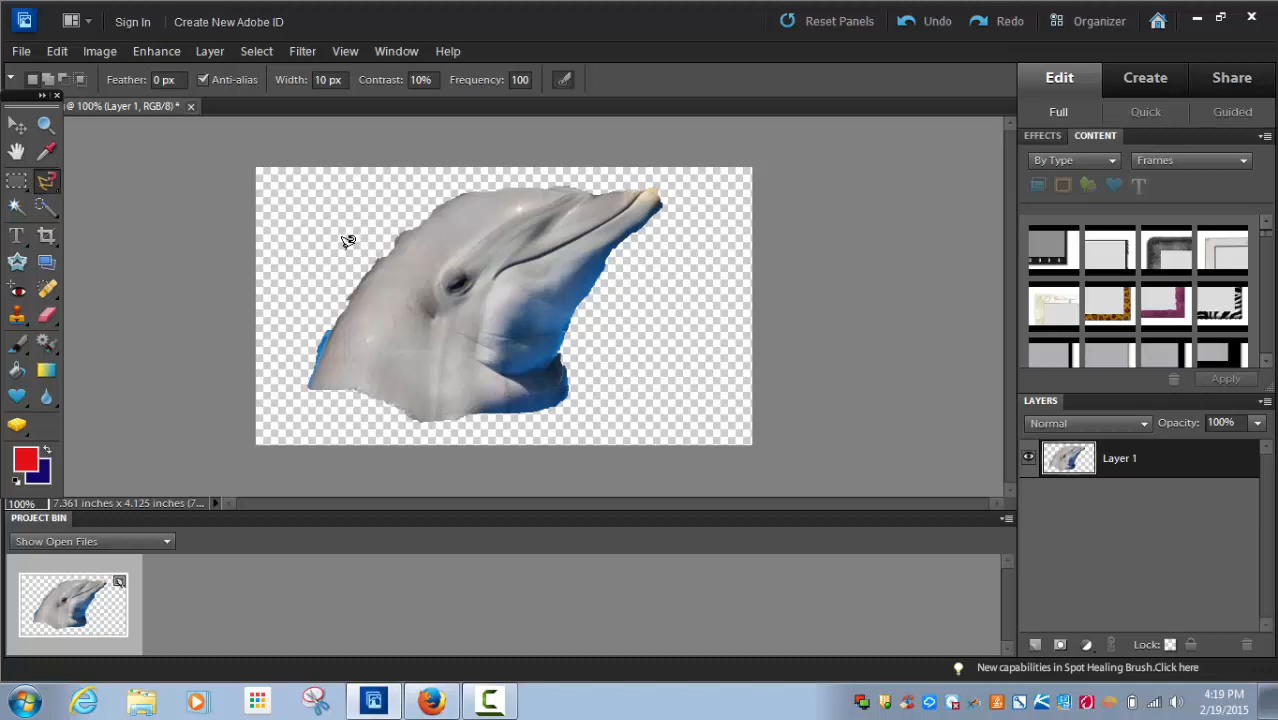 Sign In Create New Adobe ID Reset Panels Undo Redo Organizer
File Edit Image Enhance Layer Select Filter View Window Help
Feather: 0 px Anti-alias Width: 10 px Contrast: 10% Frequency: 100
Edit Create Share
@ 100% (Layer 1, RGB/8) *
Full Quick Guided
EFFECTS CONTENT
By Type Frames
Apply
LAYERS
Normal Opacity: 100%
Layer 1
100% 7.361 inches x 4.125 inches (7...
PROJECT BIN
Show Open Files
Lock:
New capabilities in Spot Healing Brush.Click here
4:19 PM
2/19/2015